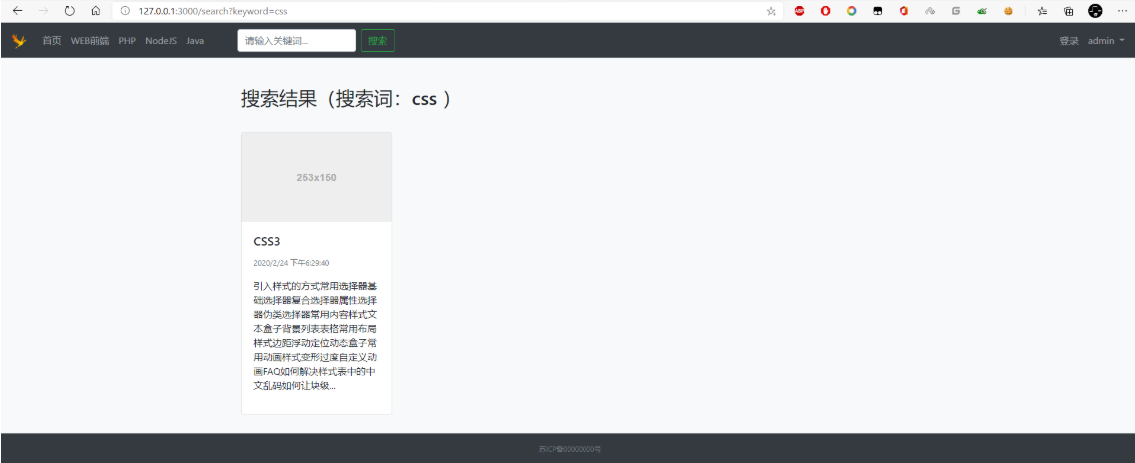 127.0.0.1:3000/search?keyword=css
首页 WEB前端 PHP NodeJS Java 请输入关键词... 搜索 登录 admin
搜索结果（搜索词：css ）
253x150
CSS3
2020/2/24 下午6:29:40
引入样式的方式常用选择器基
础选择器复合选择器属性选择
器伪类选择器常用内容样式文
本盒子背景列表表格常用布局
样式边距浮动定位动态盒子常
用动画样式变形过度自定义动
画FAQ如何解决样式表中的中
文乱码如何让块级...
苏ICP备00000000号